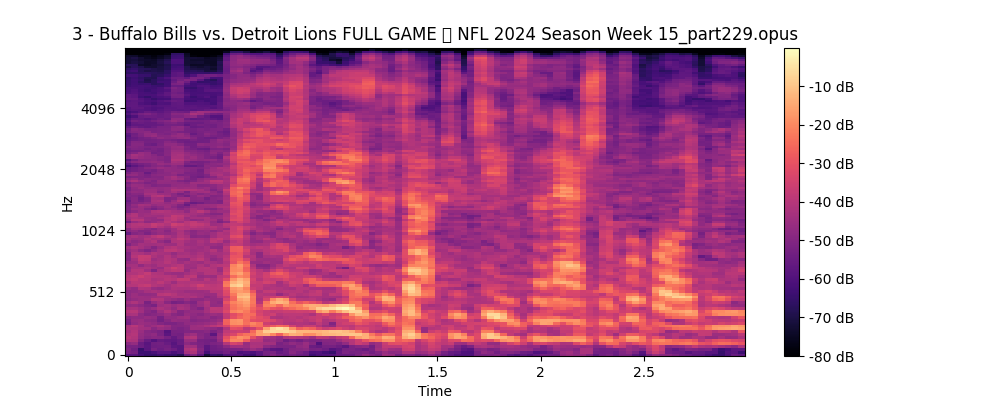 3 - Buffalo Bills vs. Detroit Lions FULL GAME  NFL 2024 Season Week 15_part229.opus
4096
2048
1024
512
0
Hz
0
0.5
1
1.5
2
2.5
Time
-10 dB
-20 dB
-30 dB
-40 dB
-50 dB
-60 dB
-70 dB
-80 dB